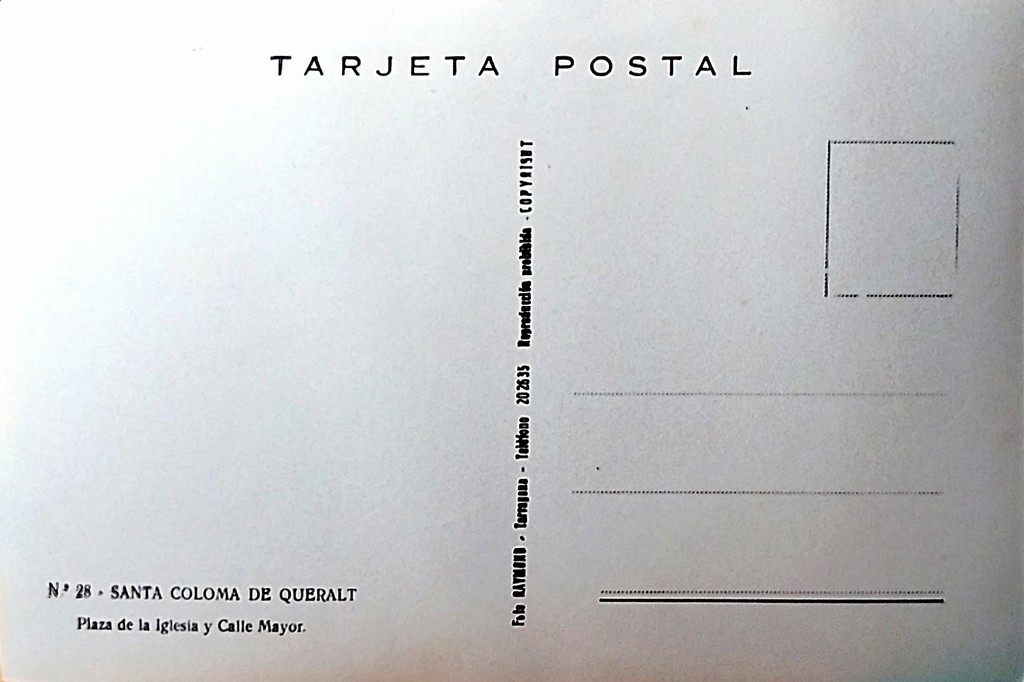 TARJETA POSTAL
Foto RAYMOND - Tarragona - Teléfono 202635 Reproducción prohibida - COPYRIGHT
N.º 28 - SANTA COLOMA DE QUERALT
Plaza de la Iglesia y Calle Mayor.